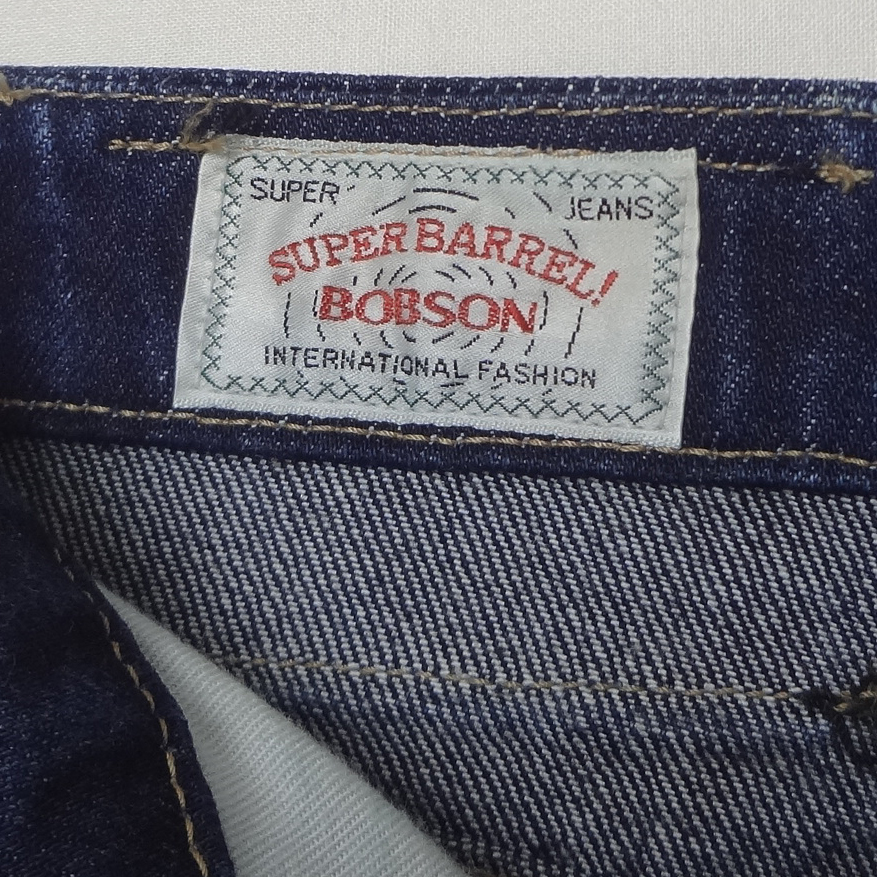 SUPER JEANS
SUPER BARREL!
BOBSON
INTERNATIONAL FASHION